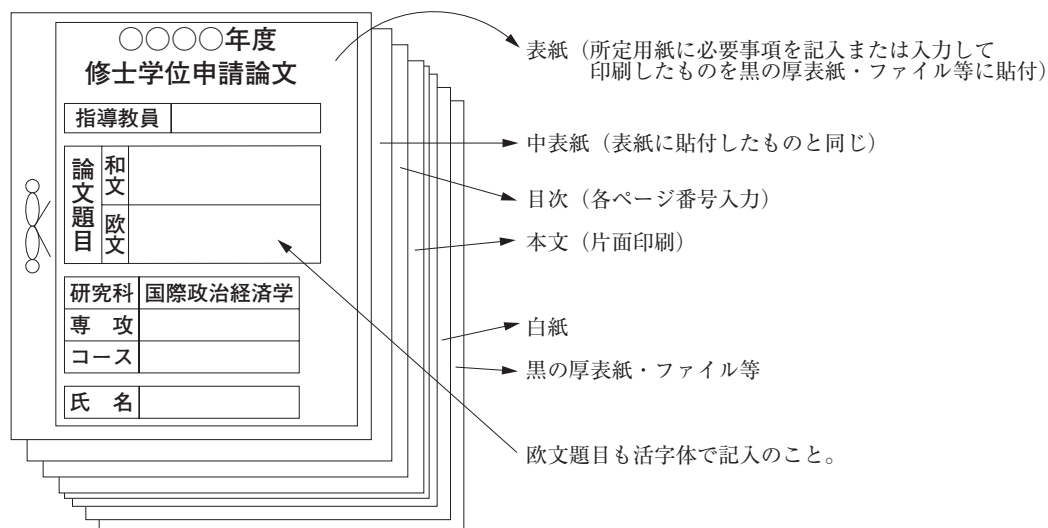 ○○○○年度
修士学位申請論文
指導教員
論文題目
和文
欧文
研究科 国際政治経済学
専 攻
コース
氏 名
表紙（所定用紙に必要事項を記入または入力して
印刷したものを黒の厚表紙・ファイル等に貼付）
中表紙（表紙に貼付したものと同じ）
目次（各ページ番号入力）
本文（片面印刷）
白紙
黒の厚表紙・ファイル等
欧文題目も活字体で記入のこと。